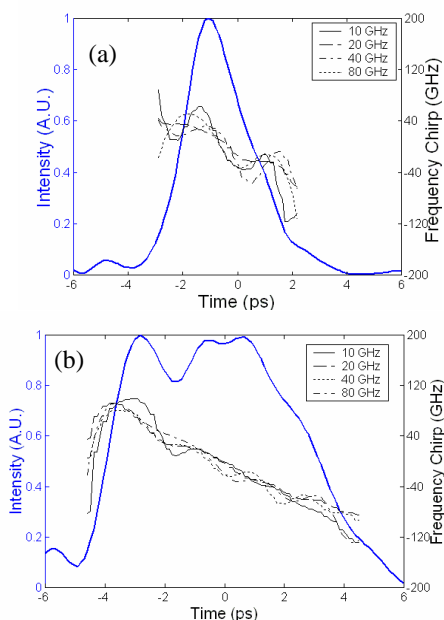 (a)
10 GHz
20 GHz
40 GHz
80 GHz
Intensity (A.U.)
1
0.8
0.6
0.4
0.2
0
200
120
40
-40
-120
-200
Frequency Chirp (GHz)
-6 -4 -2 0 2 4 6
Time (ps)
(b)
10 GHz
20 GHz
40 GHz
80 GHz
Intensity (A.U.)
1
0.8
0.6
0.4
0.2
0
200
120
40
-40
-120
-200
Frequency Chirp (GHz)
-6 -4 -2 0 2 4 6
Time (ps)